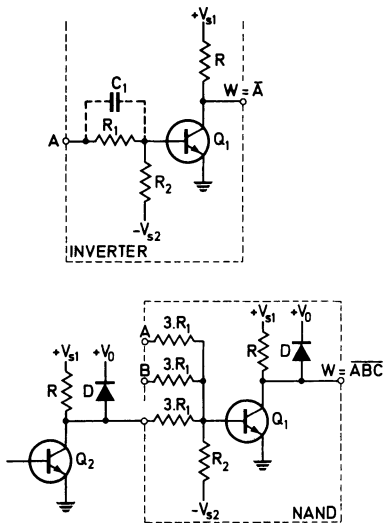 +Vs1
R
W = A̅
C1
A
R1
Q1
R2
-Vs2
INVERTER
+Vs1
+V0
A
3.R1
R
D
W = A̅B̅C̅
+Vs1
+V0
B
3.R1
R
D
3.R1
Q1
Q2
R2
-Vs2
NAND